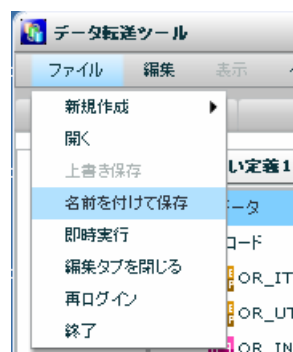 データ転送ツール
ファイル 編集 表示
新規作成
開く
上書き保存
名前を付けて保存
即時実行
編集タブを閉じる
再ログイン
終了
い定義1
ータ
コード
OR_IT
OR_UT
OR_IN